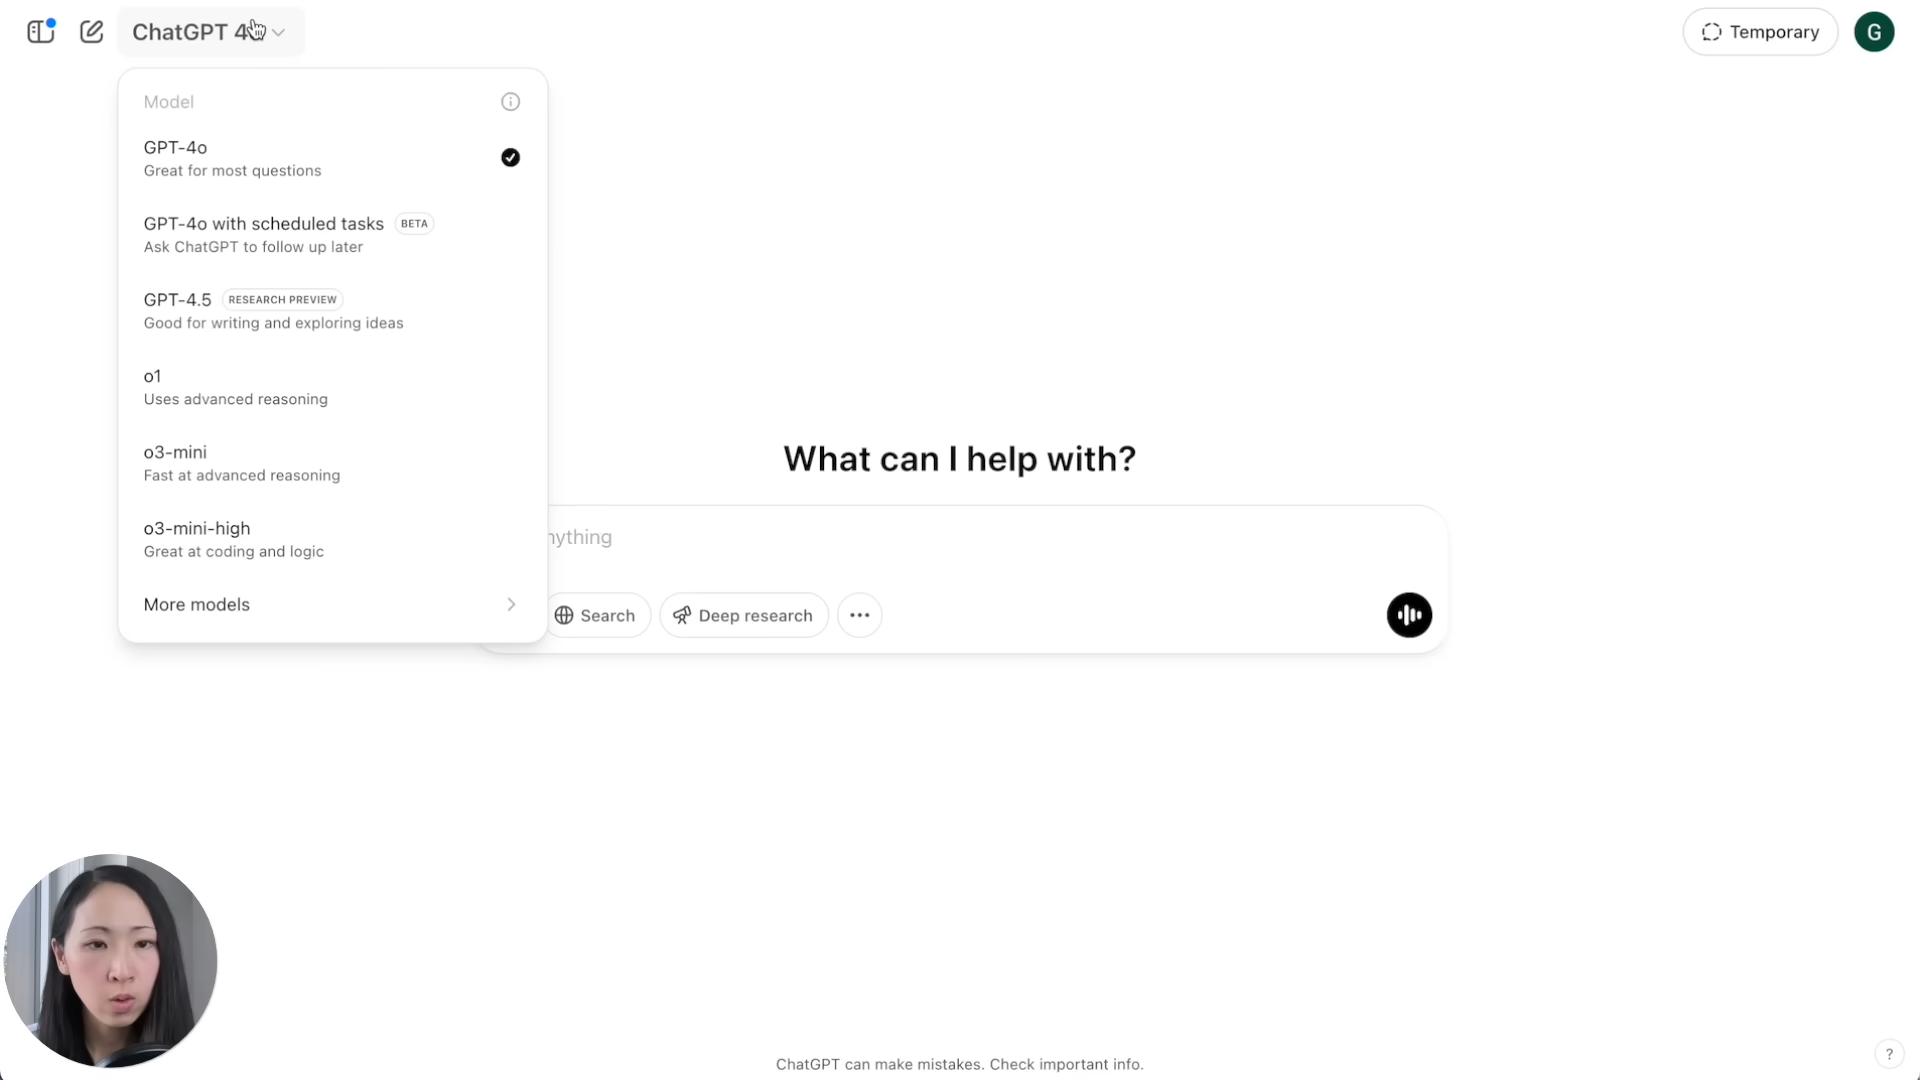 ChatGPT 4
Temporary
G
Model
GPT-4o
Great for most questions
GPT-4o with scheduled tasks BETA
Ask ChatGPT to follow up later
GPT-4.5 RESEARCH PREVIEW
Good for writing and exploring ideas
o1
Uses advanced reasoning
o3-mini
Fast at advanced reasoning
o3-mini-high
Great at coding and logic
More models
What can I help with?
nything
Search
Deep research
ChatGPT can make mistakes. Check important info.
?